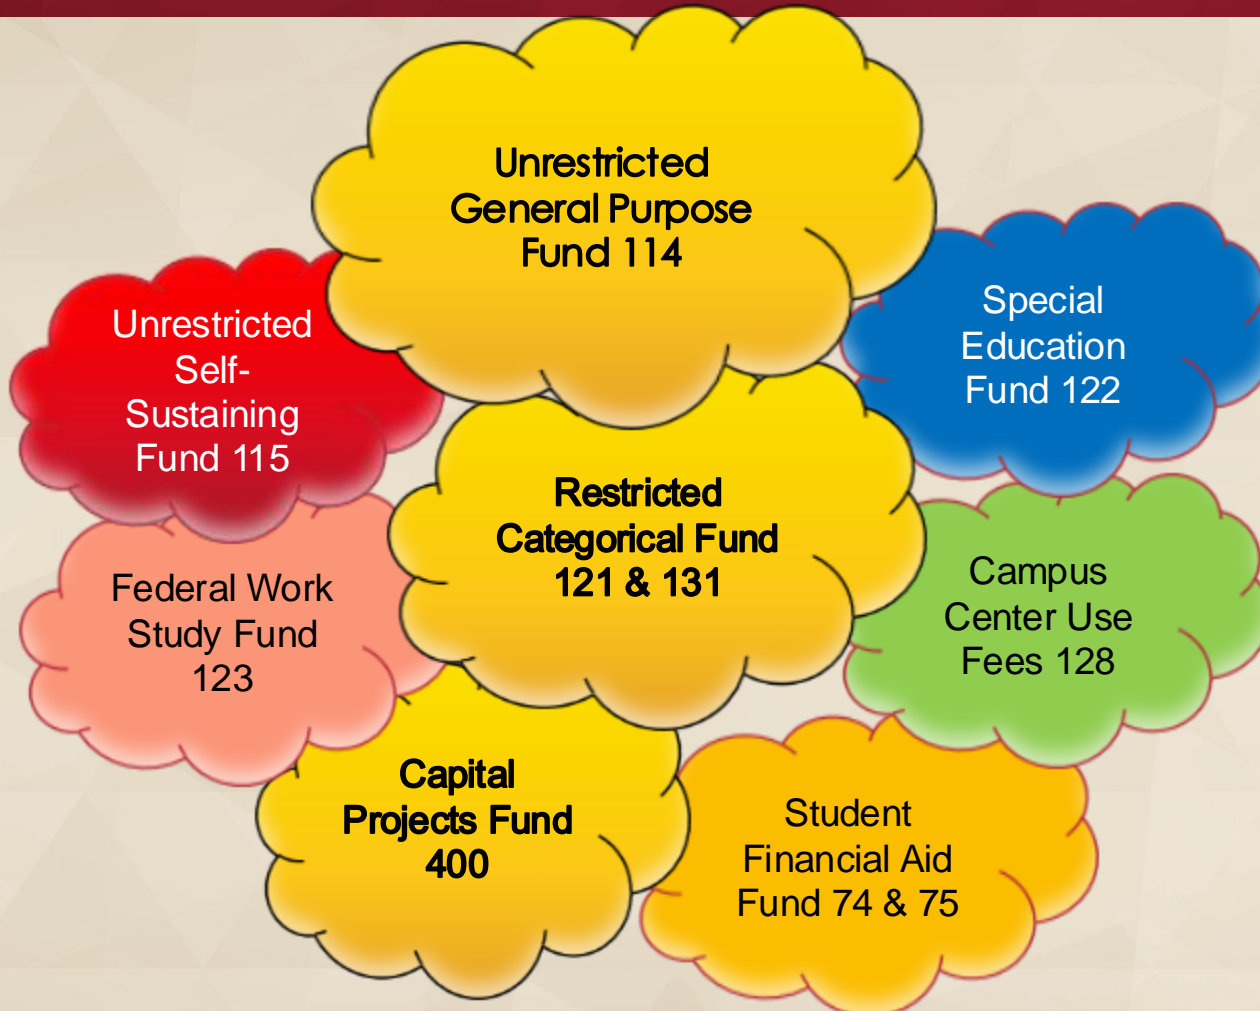 Unrestricted
General Purpose
Fund 114
Unrestricted
Self-
Sustaining
Fund 115
Special
Education
Fund 122
Restricted
Categorical Fund
121 & 131
Federal Work
Study Fund
123
Campus
Center Use
Fees 128
Capital
Projects Fund
400
Student
Financial Aid
Fund 74 & 75